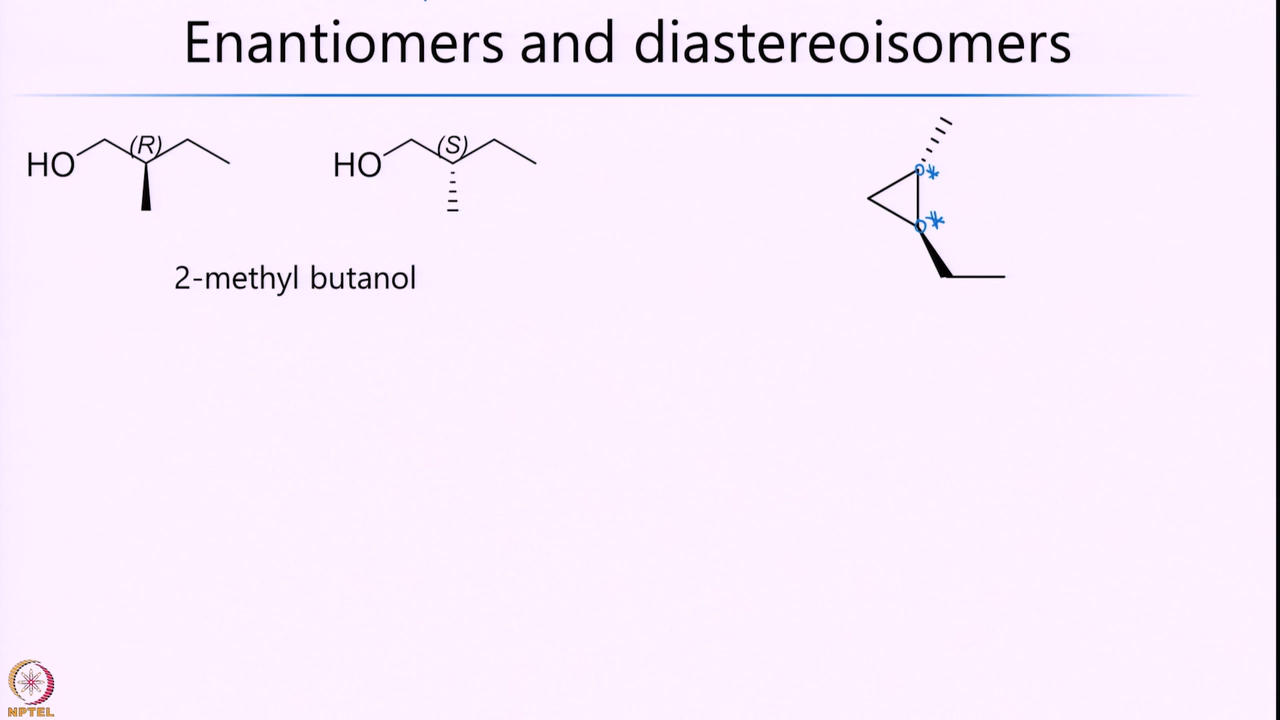 Enantiomers and diastereoisomers
HO (R) HO (S)
2-methyl butanol
NPTEL